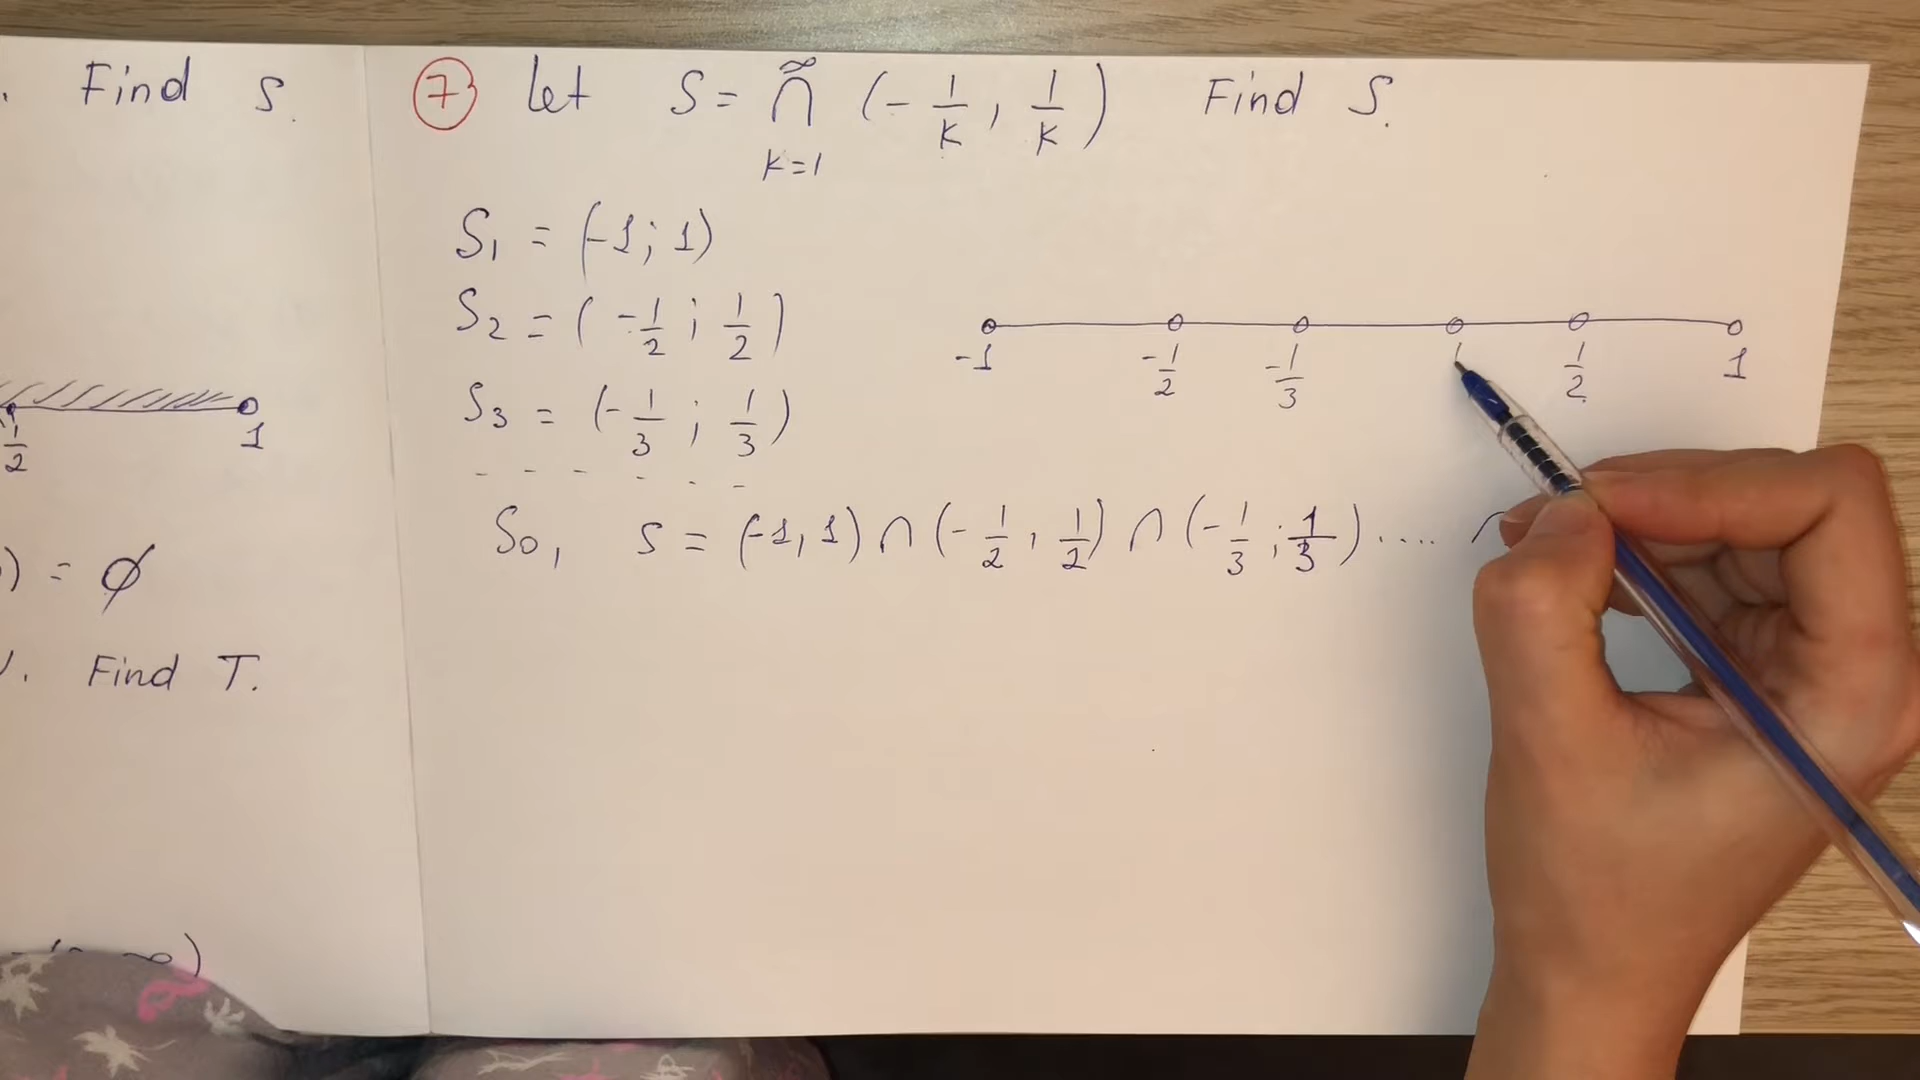 . Find S.
1/2 1
) = ∅
. Find T.
∞)
⑦ Let S = ∞∩k=1 (-1/k, 1/k) Find S.
S1 = (-1; 1)
S2 = (-1/2; 1/2)
S3 = (-1/3; 1/3)
- - - - - -
-1 -1/2 -1/3 1 1/2 1
So, S = (-1, 1) ∩ (-1/2, 1/2) ∩ (-1/3; 1/3) .... ∩